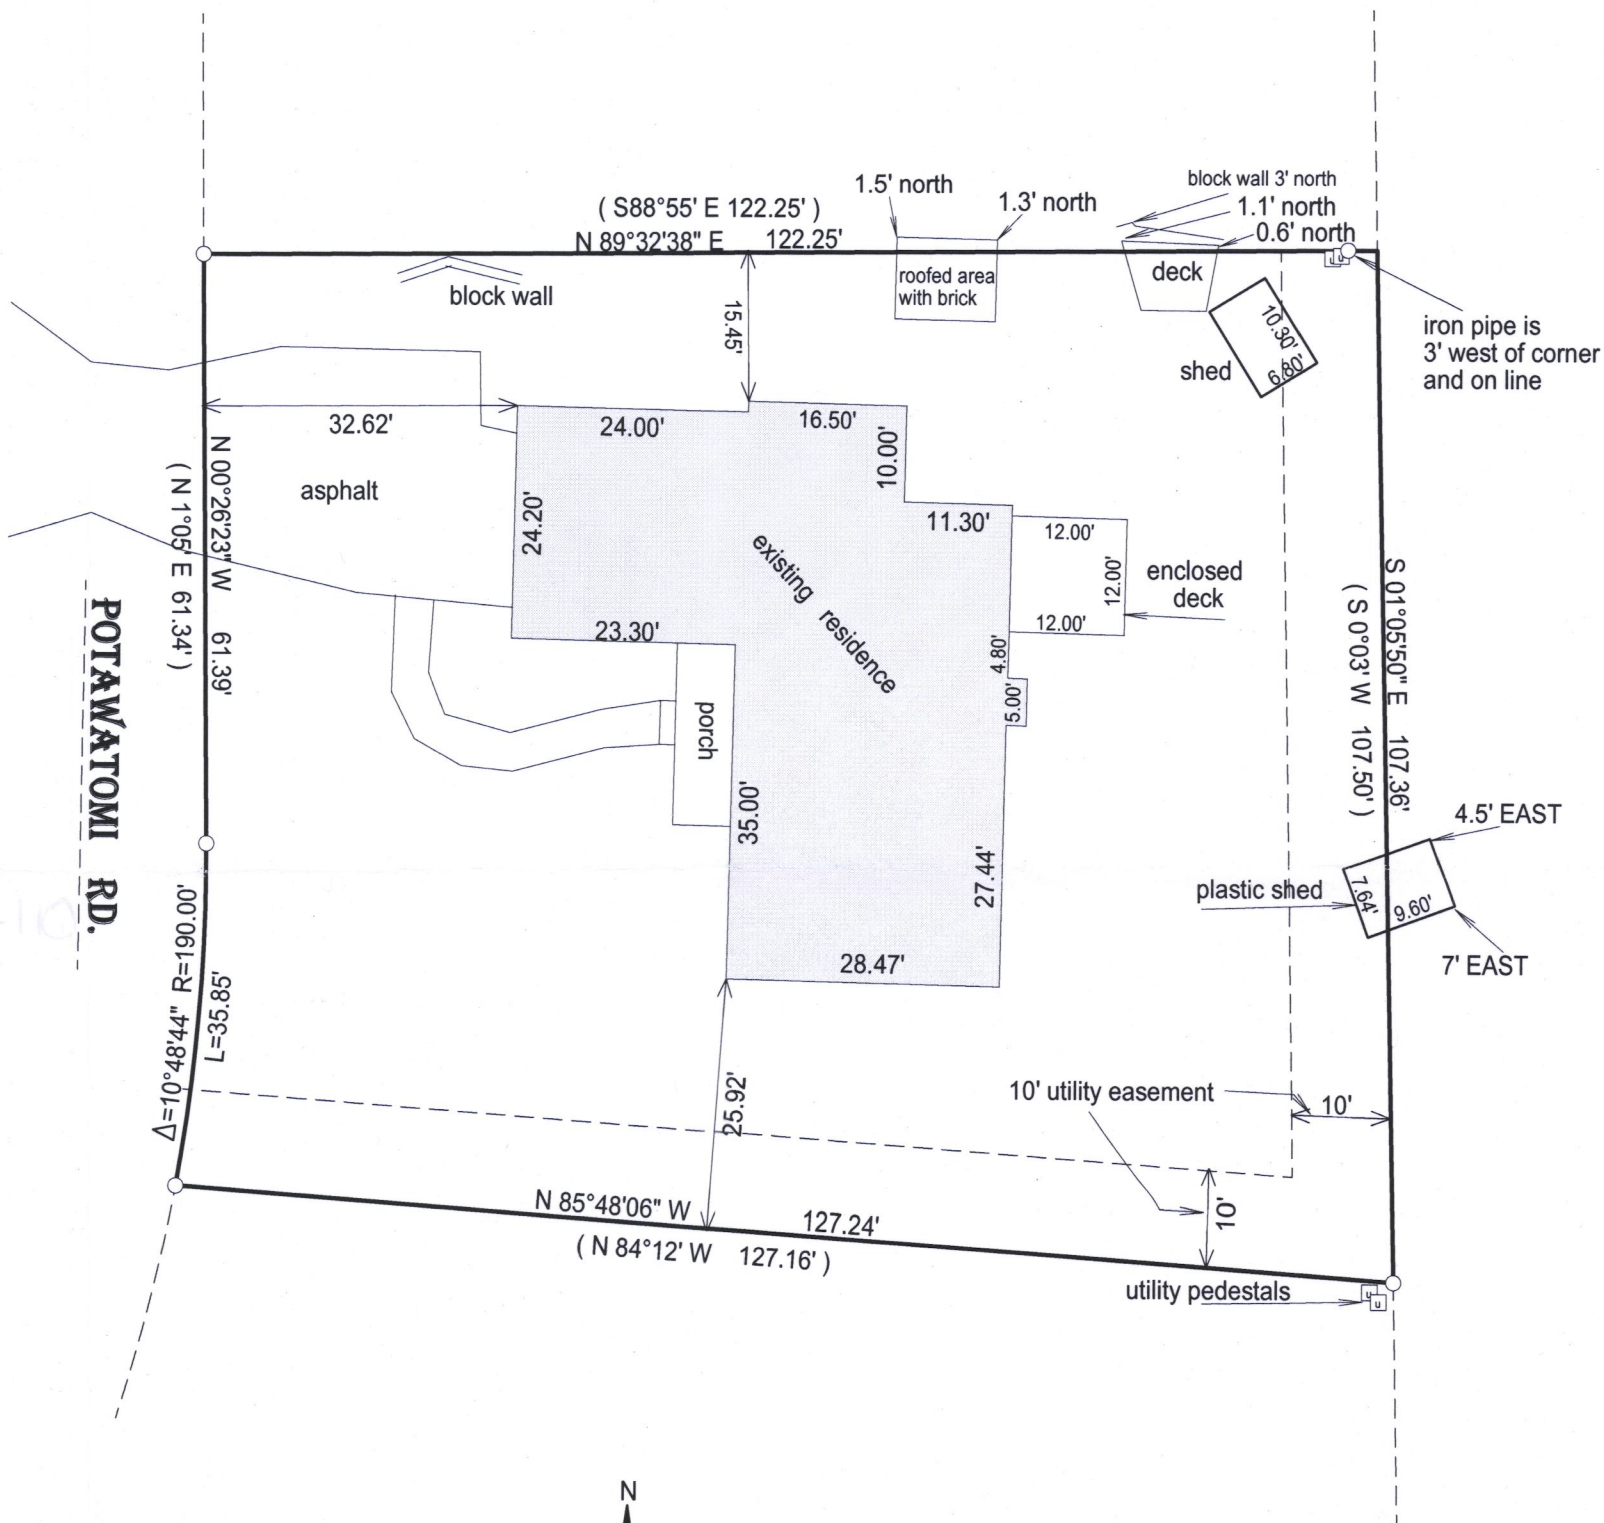 1.5' north
block wall 3' north
1.3' north
1.1' north
0.6' north
( S88°55' E 122.25' )
N 89°32'38" E 122.25'
roofed area
with brick
deck
block wall
15.45'
u
u
iron pipe is
3' west of corner
and on line
10.30'
6.80'
shed
32.62'
24.00'
16.50'
10.00'
asphalt
24.20'
11.30'
12.00'
12.00'
12.00'
enclosed
deck
existing residence
N 00°26'23" W 61.39'
( N 1°05' E 61.34' )
S 01°05'50" E 107.36'
( S 0°03' W 107.50' )
23.30'
4.80'
5.00'
porch
POTAWATOMI RD.
35.00'
27.44'
4.5' EAST
plastic shed
7.64'
9.60'
7' EAST
28.47'
Δ=10°48'44" R=190.00'
L=35.85'
25.92'
10' utility easement
10'
10'
N 85°48'06" W 127.24'
( N 84°12' W 127.16' )
utility pedestals
u
u
N